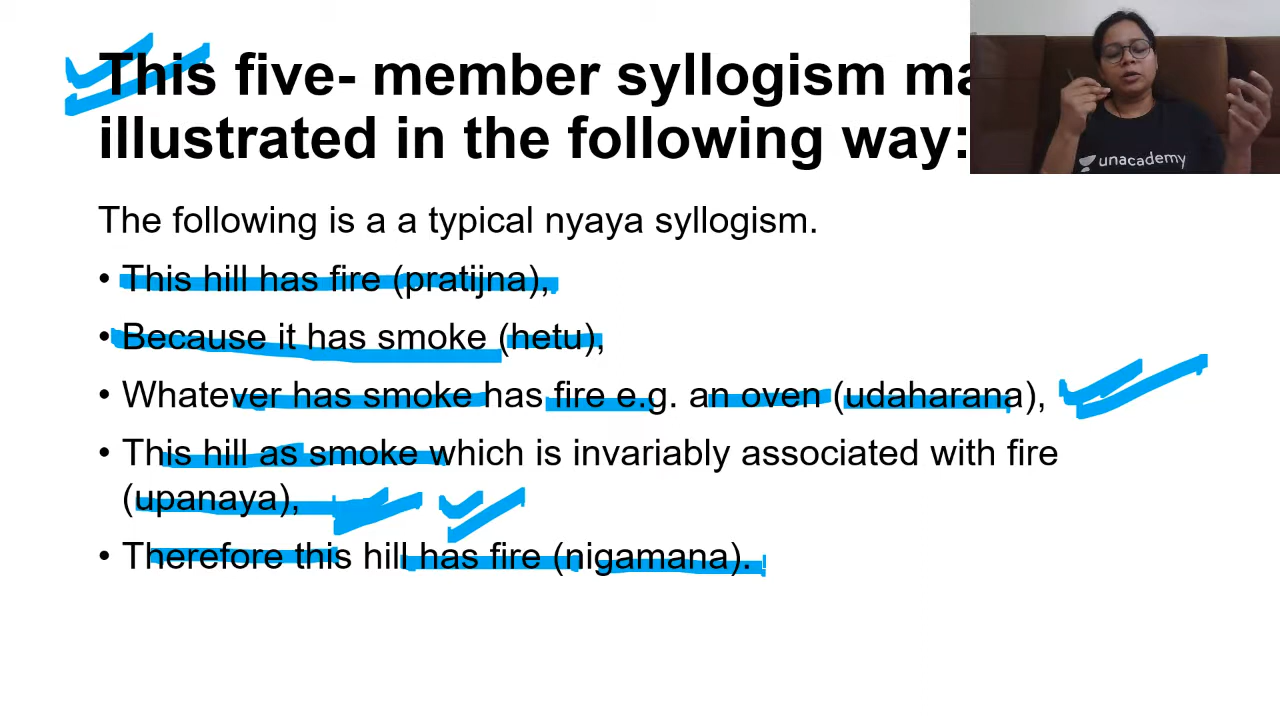 This five- member syllogism ma
illustrated in the following way:
The following is a a typical nyaya syllogism.
• This hill has fire (pratijna),
• Because it has smoke (hetu),
• Whatever has smoke has fire e.g. an oven (udaharana),
• This hill as smoke which is invariably associated with fire
(upanaya),
• Therefore this hill has fire (nigamana).
unacademy